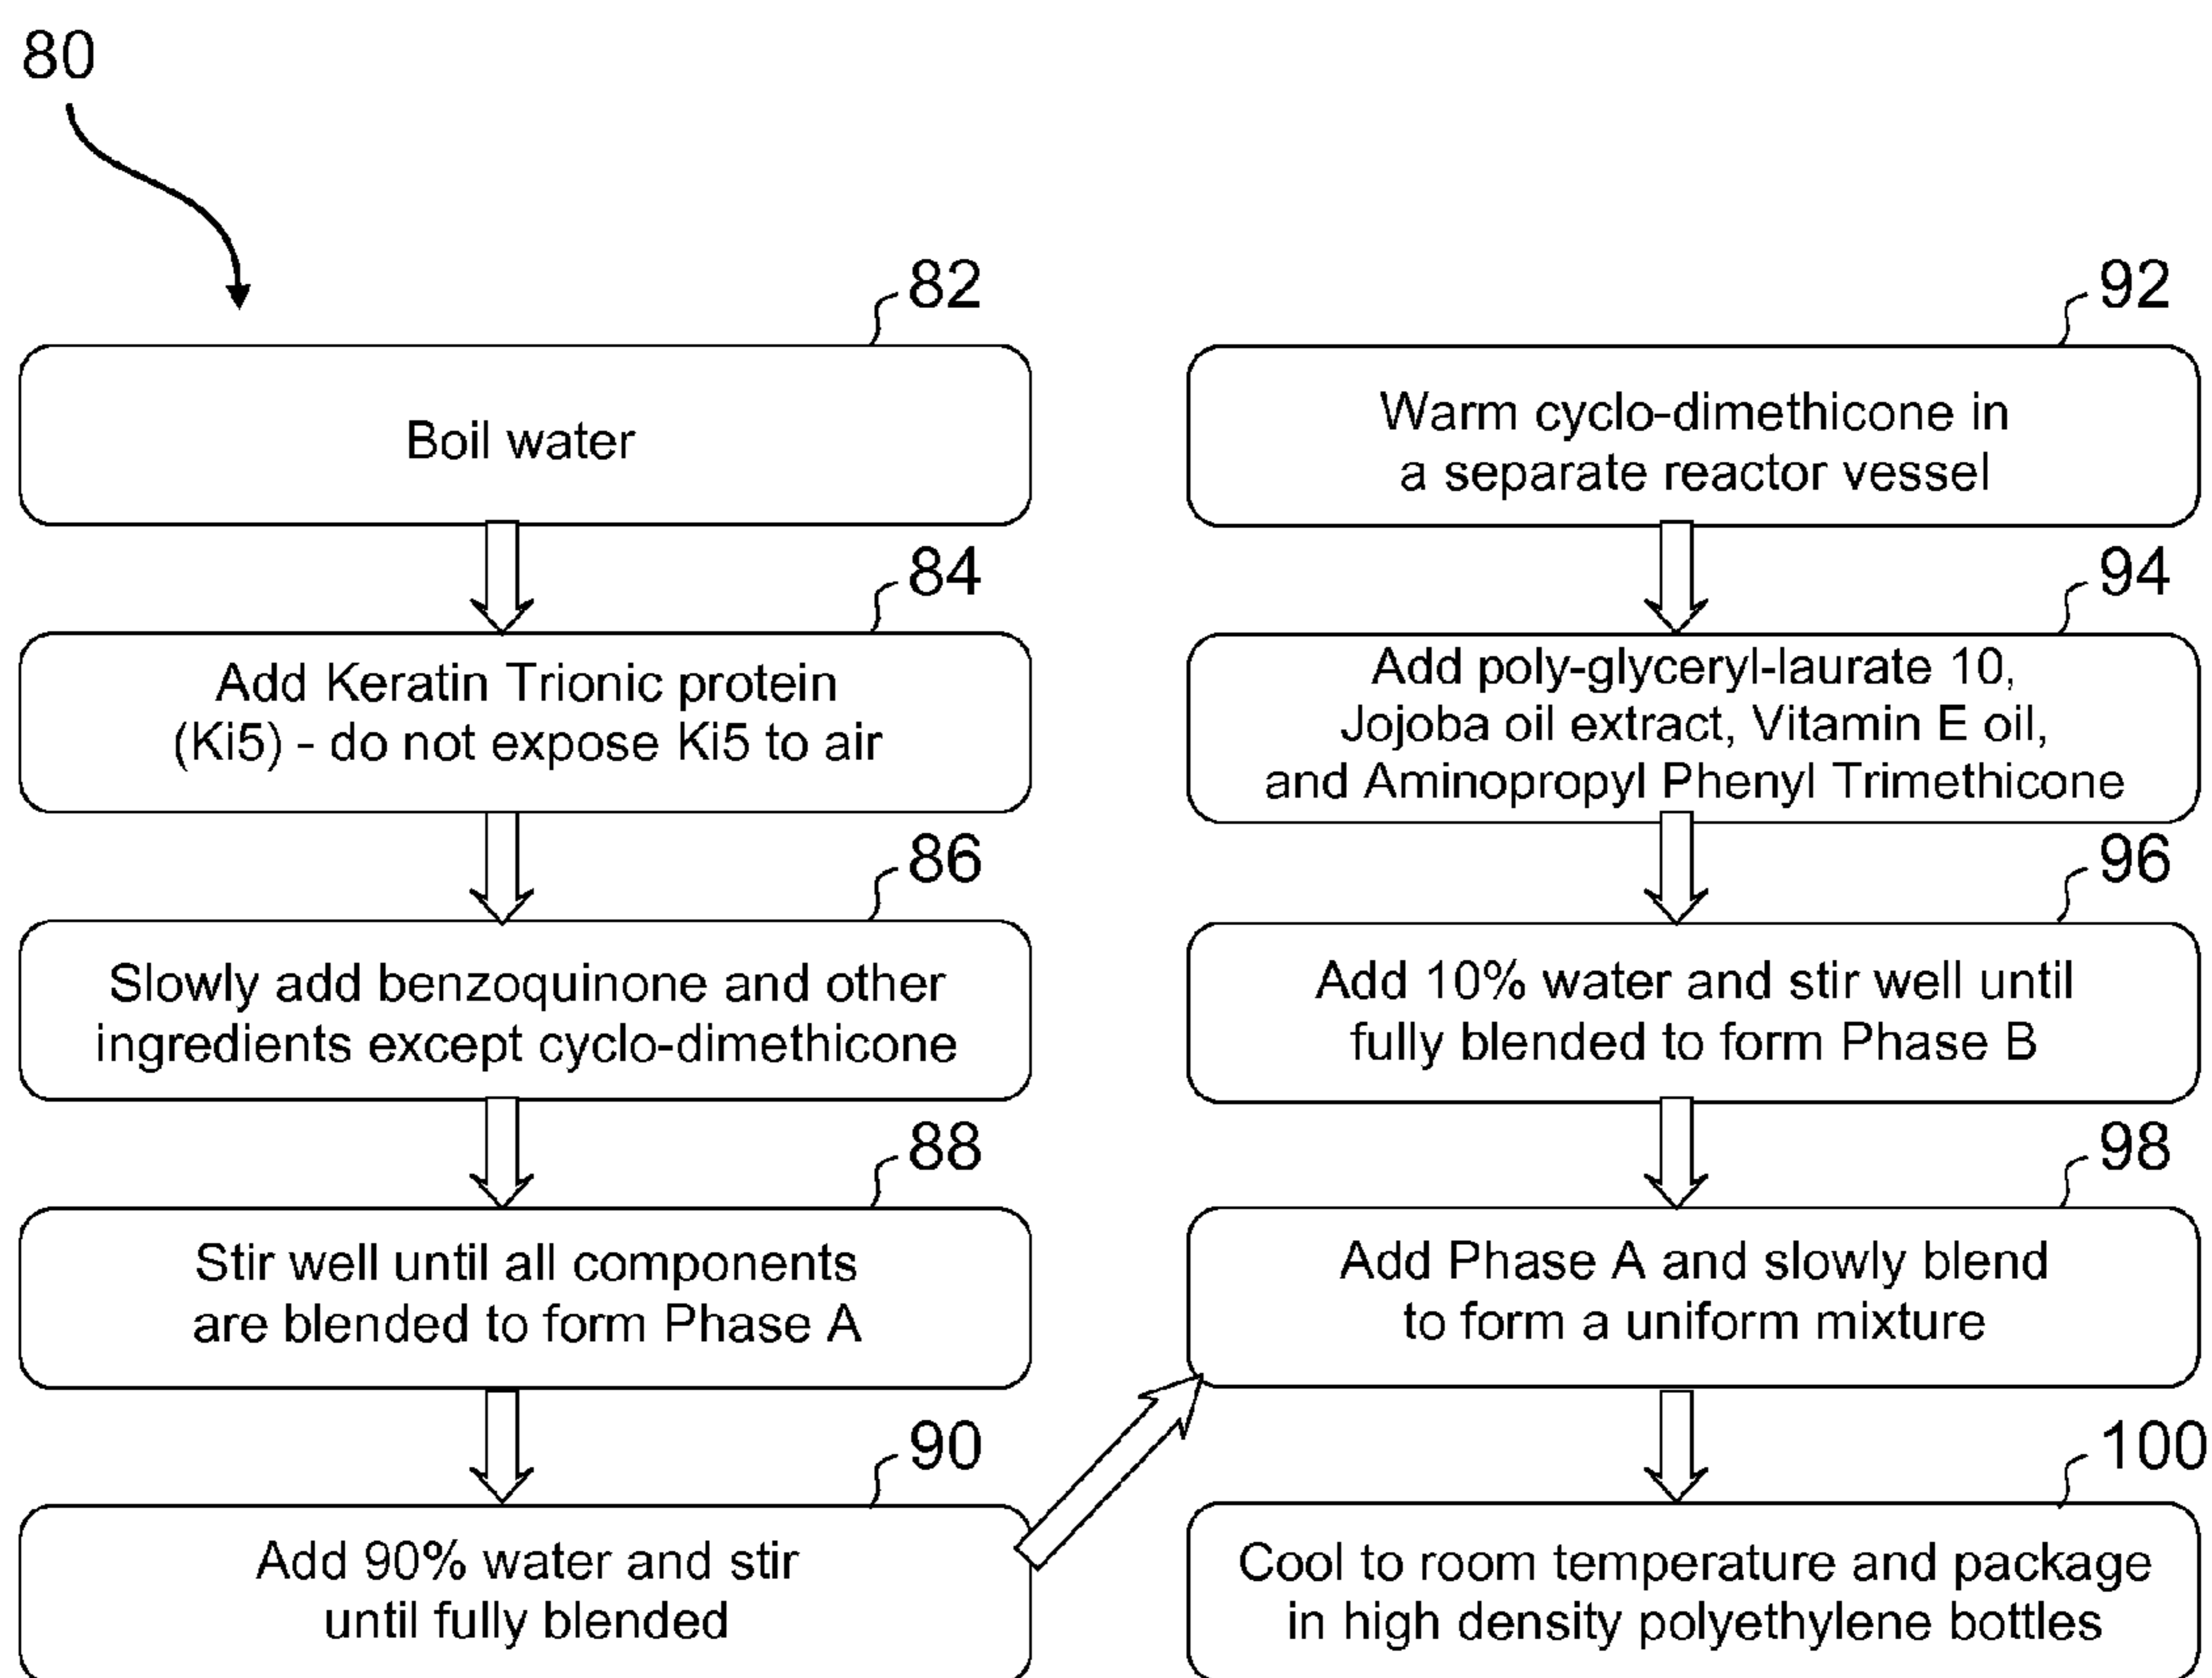 80
82
Boil water
84
Add Keratin Trionic protein
(Ki5) - do not expose Ki5 to air
86
Slowly add benzoquinone and other
ingredients except cyclo-dimethicone
88
Stir well until all components
are blended to form Phase A
90
Add 90% water and stir
until fully blended
92
Warm cyclo-dimethicone in
a separate reactor vessel
94
Add poly-glyceryl-laurate 10,
Jojoba oil extract, Vitamin E oil,
and Aminopropyl Phenyl Trimethicone
96
Add 10% water and stir well until
fully blended to form Phase B
98
Add Phase A and slowly blend
to form a uniform mixture
100
Cool to room temperature and package
in high density polyethylene bottles